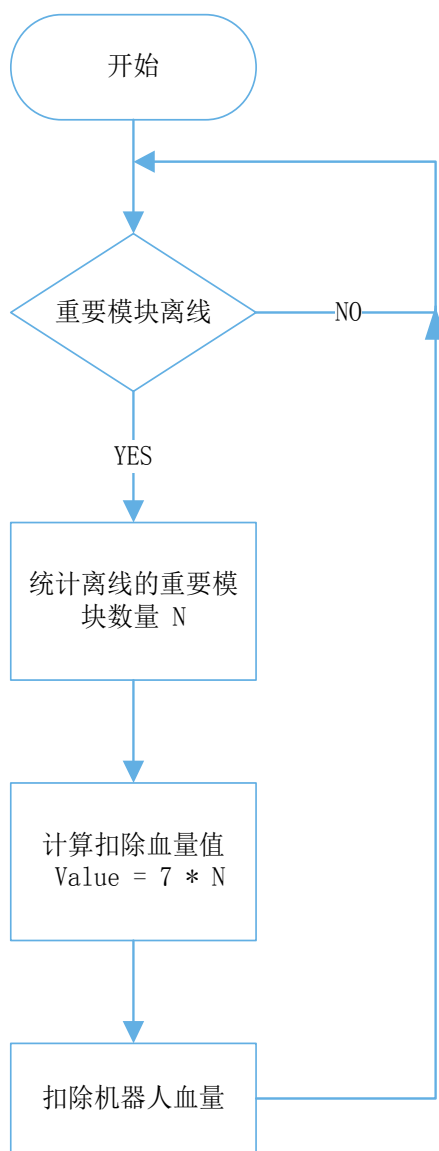 开始
重要模块离线
NO
YES
统计离线的重要模
块数量 N
计算扣除血量值
Value = 7 * N
扣除机器人血量